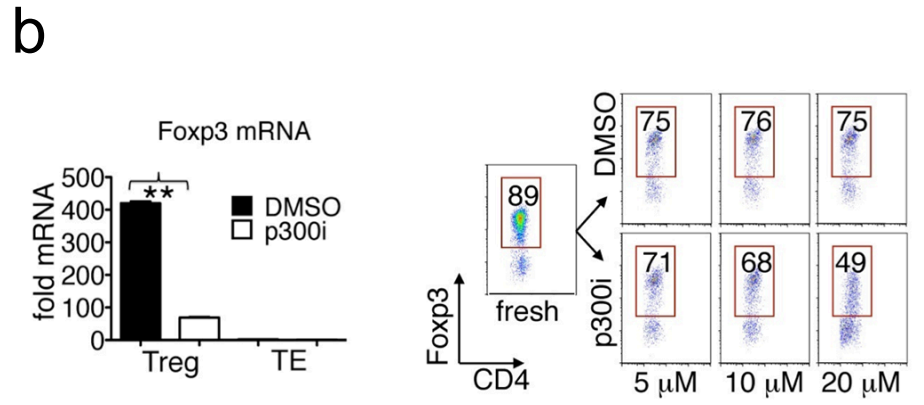 b
Foxp3 mRNA
fold mRNA
500
400
300
200
100
0
**
DMSO
p300i
Treg TE
89
fresh
Foxp3
CD4
DMSO
75 76 75
p300i
71 68 49
5 μM 10 μM 20 μM